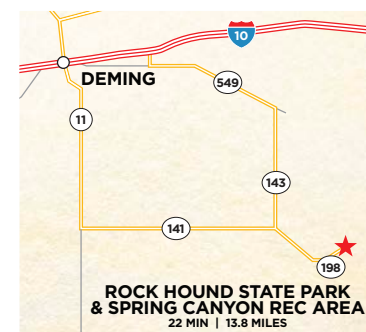 10
DEMING
549
11
143
141
198
ROCK HOUND STATE PARK
& SPRING CANYON REC AREA
22 MIN | 13.8 MILES